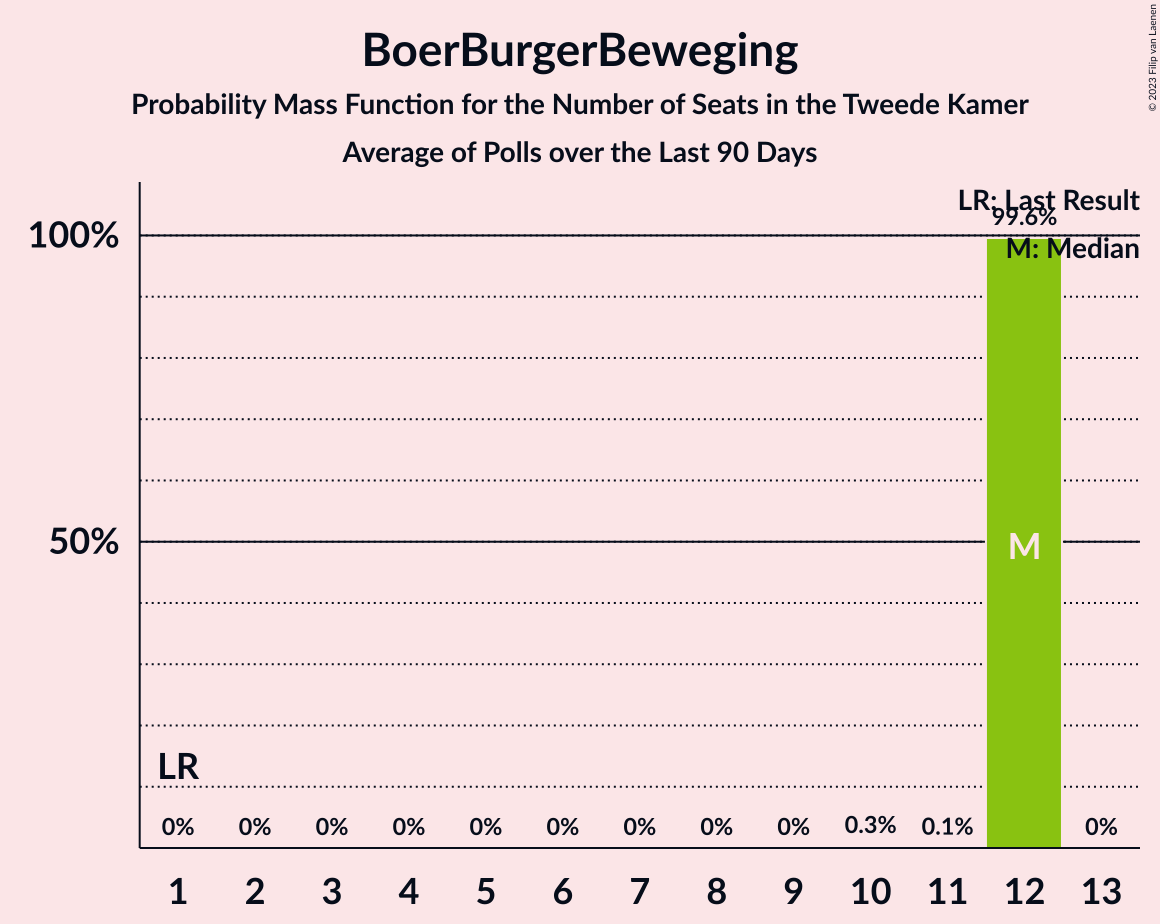 BoerBurgerBeweging
Probability Mass Function for the Number of Seats in the Tweede Kamer
Average of Polls over the Last 90 Days
© 2023 Filip van Laenen
LR: Last Result
99.6%
M: Median
100%
50%
M
LR
0% 0% 0% 0% 0% 0% 0% 0% 0% 0.3% 0.1% 0%
1 2 3 4 5 6 7 8 9 10 11 12 13